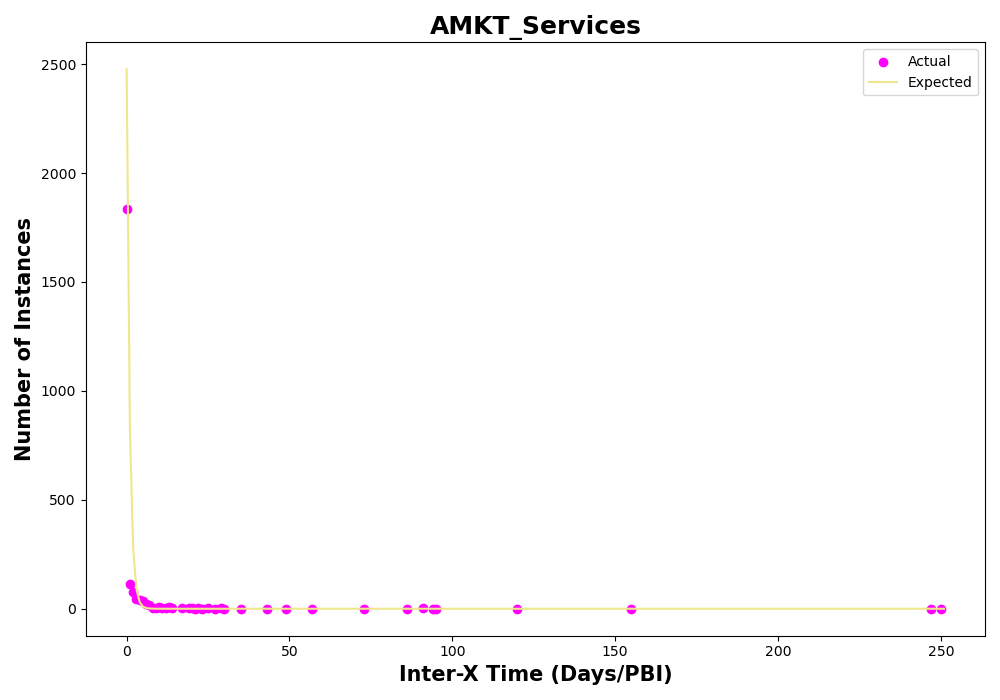 AMKT_Services
Actual
Expected
Number of Instances
2500
2000
1500
1000
500
0
0 50 100 150 200 250
Inter-X Time (Days/PBI)